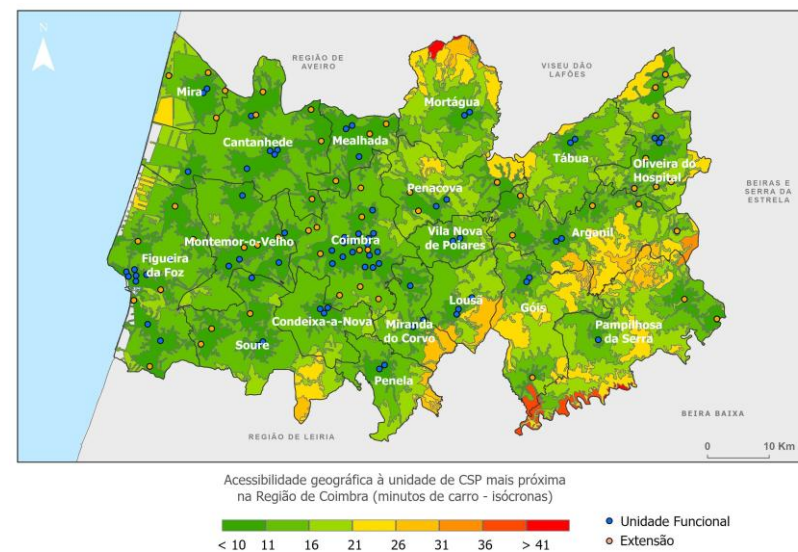 N
REGIÃO DE
AVEIRO
VISEU DÃO
LAFÕES
Mira
Mortágua
Cantanhede
Mealhada
Tábua
Oliveira do
Hospital
Penacova
BEIRAS E
SERRA DA
ESTRELA
Montemor-o-Velho
Coimbra
Vila Nova
de Poiares
Arganil
Figueira
da Foz
Lousã
Góis
Condeixa-a-Nova
Miranda
do Corvo
Pampilhosa
da Serra
Soure
Penela
BEIRA BAIXA
REGIÃO DE LEIRIA
0 10 Km
Acessibilidade geográfica à unidade de CSP mais próxima
na Região de Coimbra (minutos de carro - isócronas)
Unidade Funcional
Extensão
< 10 11 16 21 26 31 36 > 41